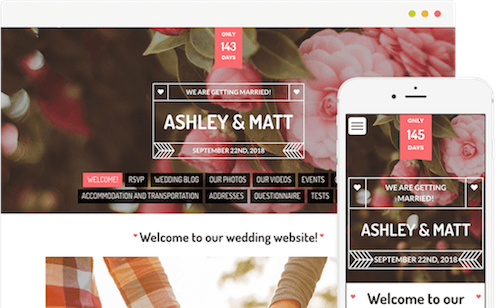 ONLY
143
DAYS
WE ARE GETTING MARRIED!
ASHLEY & MATT
SEPTEMBER 22ND, 2018
WELCOME! RSVP WEDDING BLOG OUR PHOTOS OUR VIDEOS EVENTS
ACCOMMODATION AND TRANSPORTATION ADDRESSES QUESTIONNAIRE TESTS
Welcome to our wedding website!
ONLY
145
DAYS
WE ARE GETTING
MARRIED!
ASHLEY & MATT
SEPTEMBER 22ND, 2018
Welcome to our